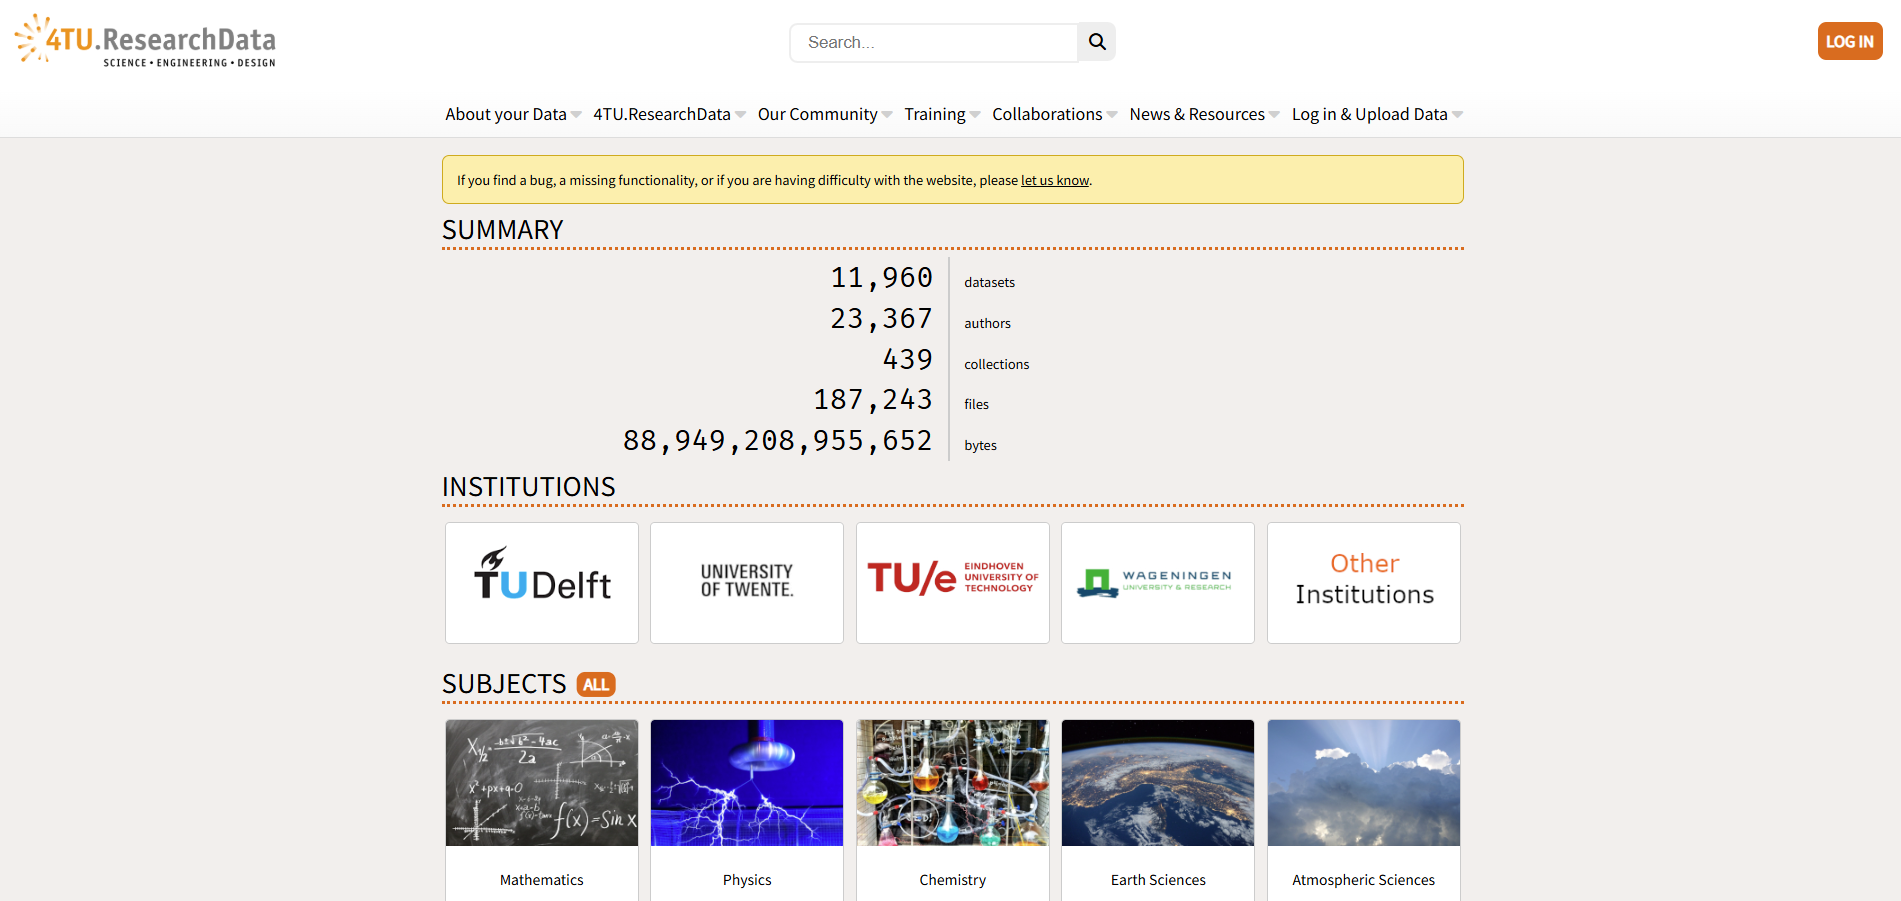 4TU.ResearchData
SCIENCE • ENGINEERING • DESIGN
Search...
LOG IN
About your Data
4TU.ResearchData
Our Community
Training
Collaborations
News & Resources
Log in & Upload Data
If you find a bug, a missing functionality, or if you are having difficulty with the website, please let us know.
SUMMARY
11,960 datasets
23,367 authors
439 collections
187,243 files
88,949,208,955,652 bytes
INSTITUTIONS
TU Delft
UNIVERSITY
OF TWENTE.
TU/e EINDHOVEN
UNIVERSITY OF
TECHNOLOGY
WAGENINGEN
UNIVERSITY & RESEARCH
Other
Institutions
SUBJECTS ALL
f(x)=Sin x
Mathematics
Physics
Chemistry
Earth Sciences
Atmospheric Sciences